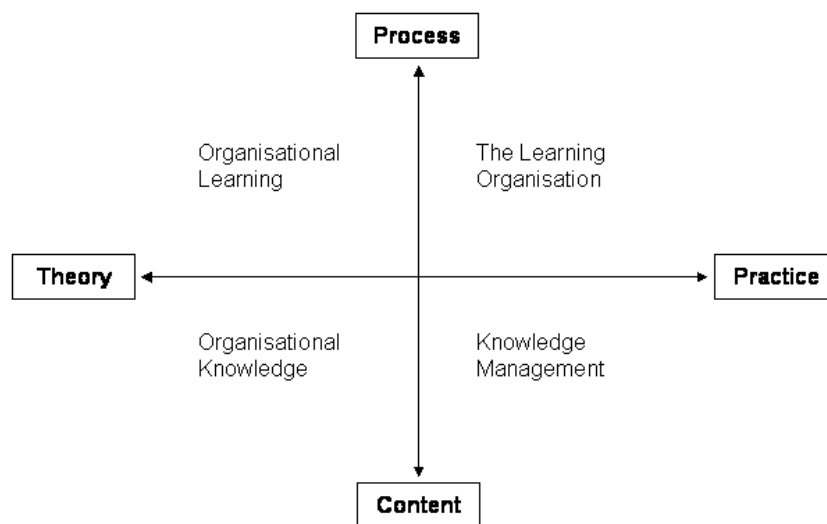 Process
Organisational
Learning
The Learning
Organisation
Theory
Practice
Organisational
Knowledge
Knowledge
Management
Content